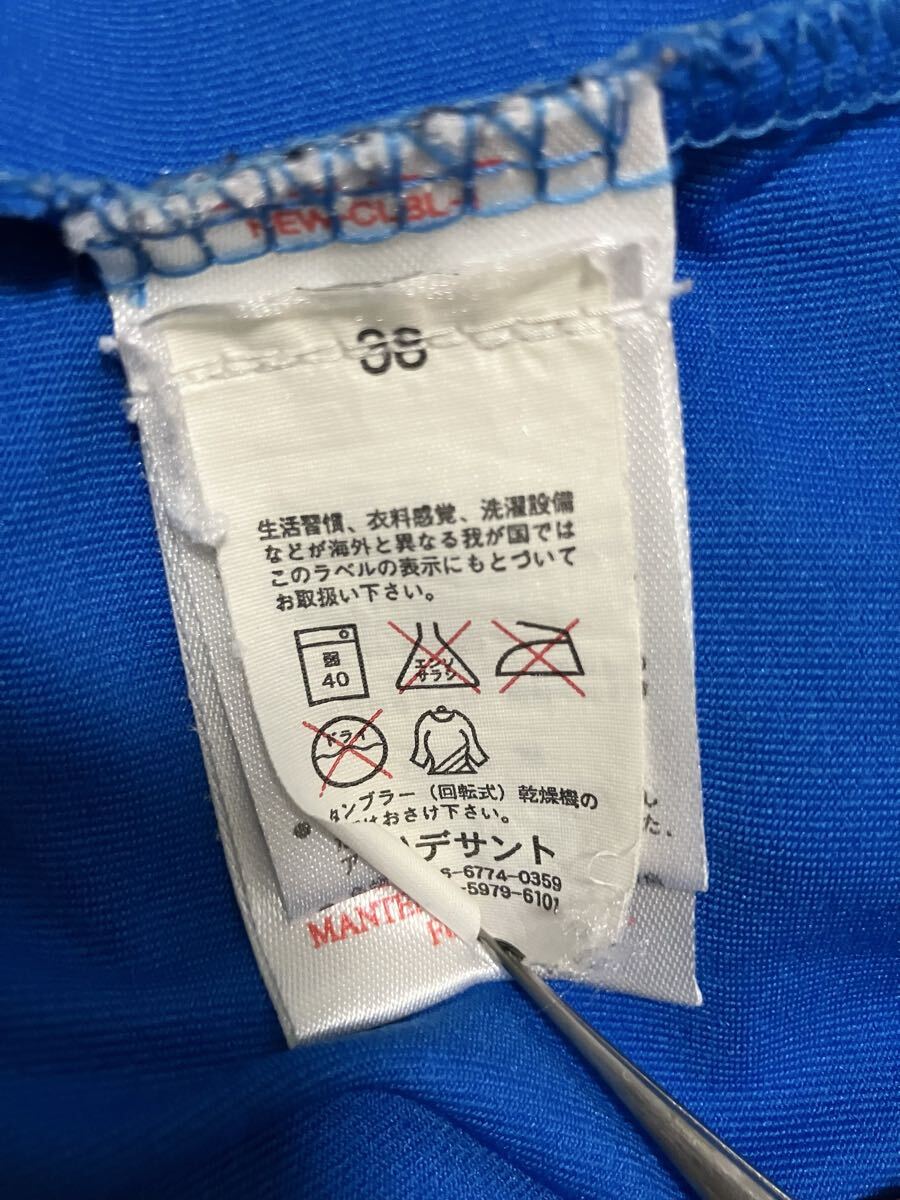 NEW-CLBL-1
38
生活習慣、衣料感覚、洗濯設備
などが海外と異なる我が国では
このラベルの表示にもとづいて
お取扱い下さい。
弱
40
エンソ
サラシ
ドライ
タンブラー（回転式）乾燥機の
はおさけ下さい。
デサント
6-6774-0359
-5979-6101